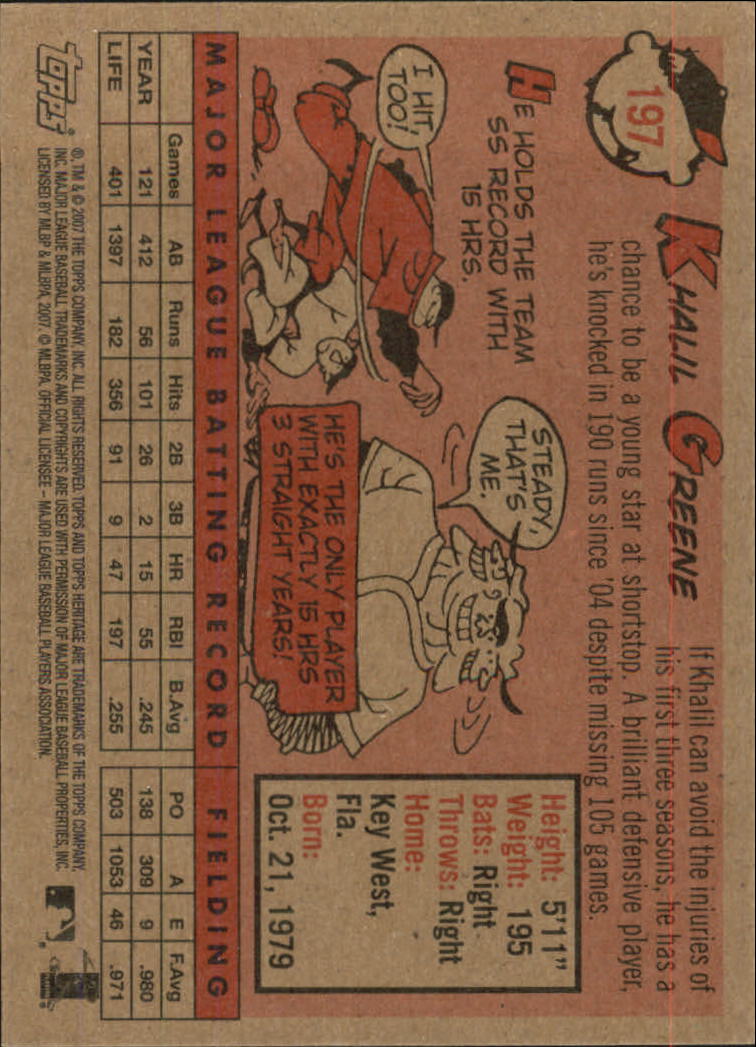 197
KHALIL GREENE
If Khalil can avoid the injuries of
his first three seasons, he has a
chance to be a young star at shortstop. A brilliant defensive player,
he's knocked in 190 runs since '04 despite missing 105 games.
HE HOLDS THE TEAM
SS RECORD WITH
15 HRS.
I HIT,
TOO!
STEADY,
THAT'S
ME.
HE'S THE ONLY PLAYER
WITH EXACTLY 15 HRS
3 STRAIGHT YEARS!
Height: 5'11"
Weight: 195
Bats: Right
Throws: Right
Home:
Key West,
Fla.
Born:
Oct. 21, 1979
MAJOR LEAGUE BATTING RECORD FIELDING
Games AB Runs Hits 2B 3B HR RBI B.Avg PO A E F.Avg
YEAR 121 412 56 101 26 2 15 55 .245 138 309 9 .980
LIFE 401 1397 182 356 91 9 47 197 .255 503 1053 46 .971
TOPPS®
®, TM & © 2007 THE TOPPS COMPANY, INC. ALL RIGHTS RESERVED. TOPPS AND TOPPS HERITAGE ARE TRADEMARKS OF THE TOPPS COMPANY,
INC. MAJOR LEAGUE BASEBALL TRADEMARKS AND COPYRIGHTS ARE USED WITH PERMISSION OF MAJOR LEAGUE BASEBALL PROPERTIES, INC.
LICENSED BY MLBP & MLBPA, 2007. © MLBPA, OFFICIAL LICENSEE – MAJOR LEAGUE BASEBALL PLAYERS ASSOCIATION.